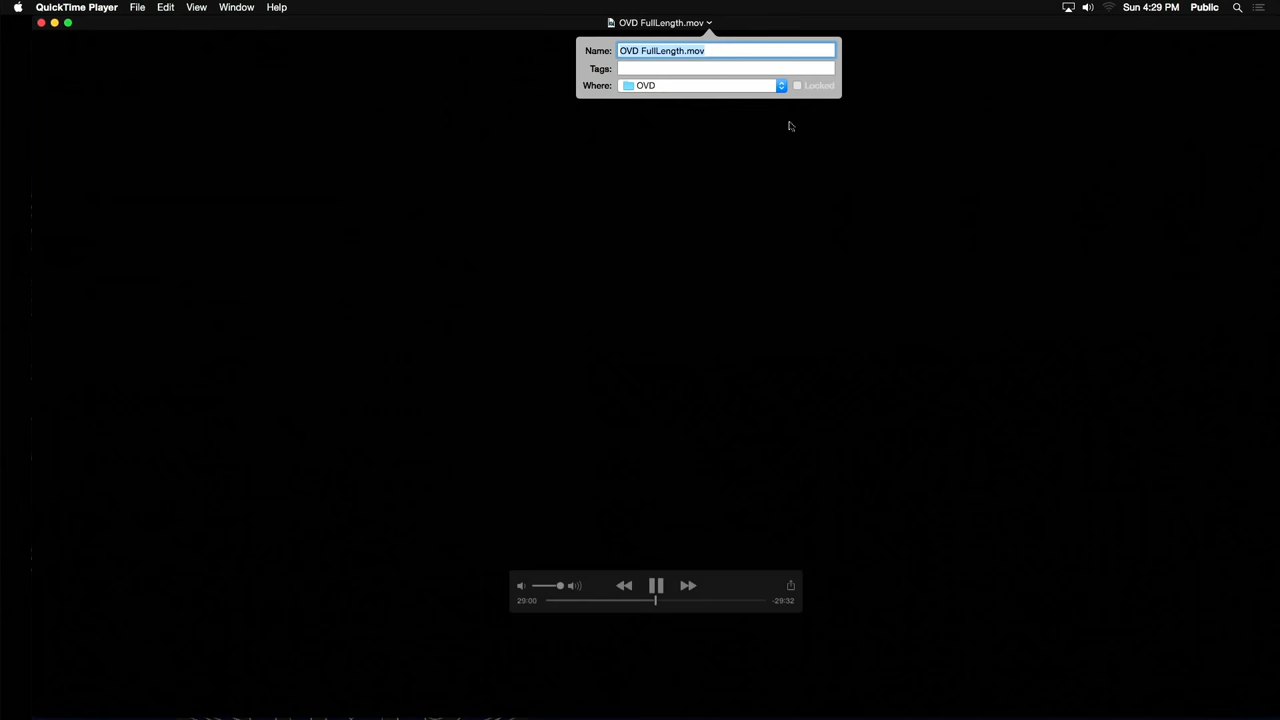 QuickTime Player File Edit View Window Help Sun 4:29 PM Public
OVD FullLength.mov
Name: OVD FullLength.mov
Tags:
Where: OVD Locked
29:00 -29:32